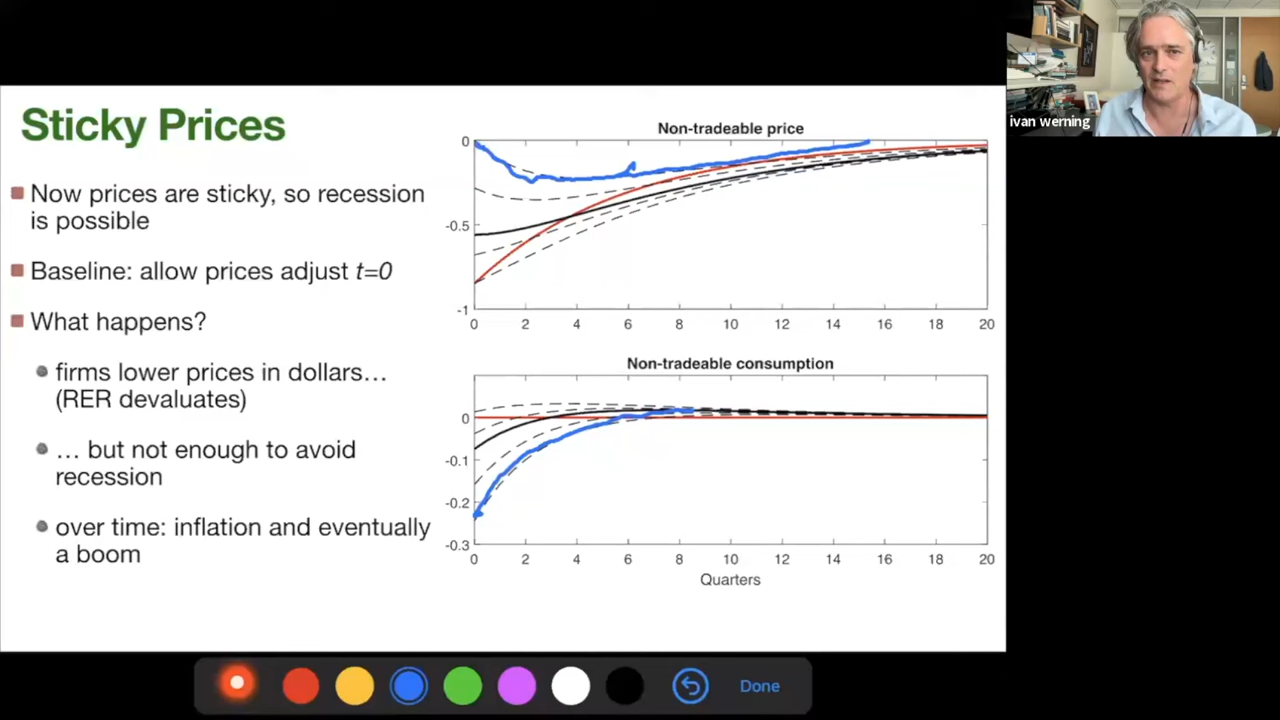 Sticky Prices
Now prices are sticky, so recession
is possible
Baseline: allow prices adjust t=0
What happens?
firms lower prices in dollars…
(RER devaluates)
… but not enough to avoid
recession
over time: inflation and eventually
a boom
Non-tradeable price
0
-0.5
-1
0 2 4 6 8 10 12 14 16 18 20
Non-tradeable consumption
0
-0.1
-0.2
-0.3
0 2 4 6 8 10 12 14 16 18 20
Quarters
ivan werning
Done